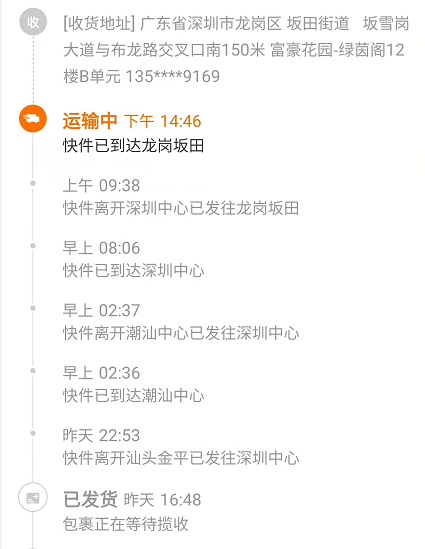 收
[收货地址] 广东省深圳市龙岗区 坂田街道 坂雪岗
大道与布龙路交叉口南150米 富豪花园-绿茵阁12
楼B单元 135****9169
运输中 下午 14:46
快件已到达龙岗坂田
上午 09:38
快件离开深圳中心已发往龙岗坂田
早上 08:06
快件已到达深圳中心
早上 02:37
快件离开潮汕中心已发往深圳中心
早上 02:36
快件已到达潮汕中心
昨天 22:53
快件离开汕头金平已发往深圳中心
已发货 昨天 16:48
包裹正在等待揽收